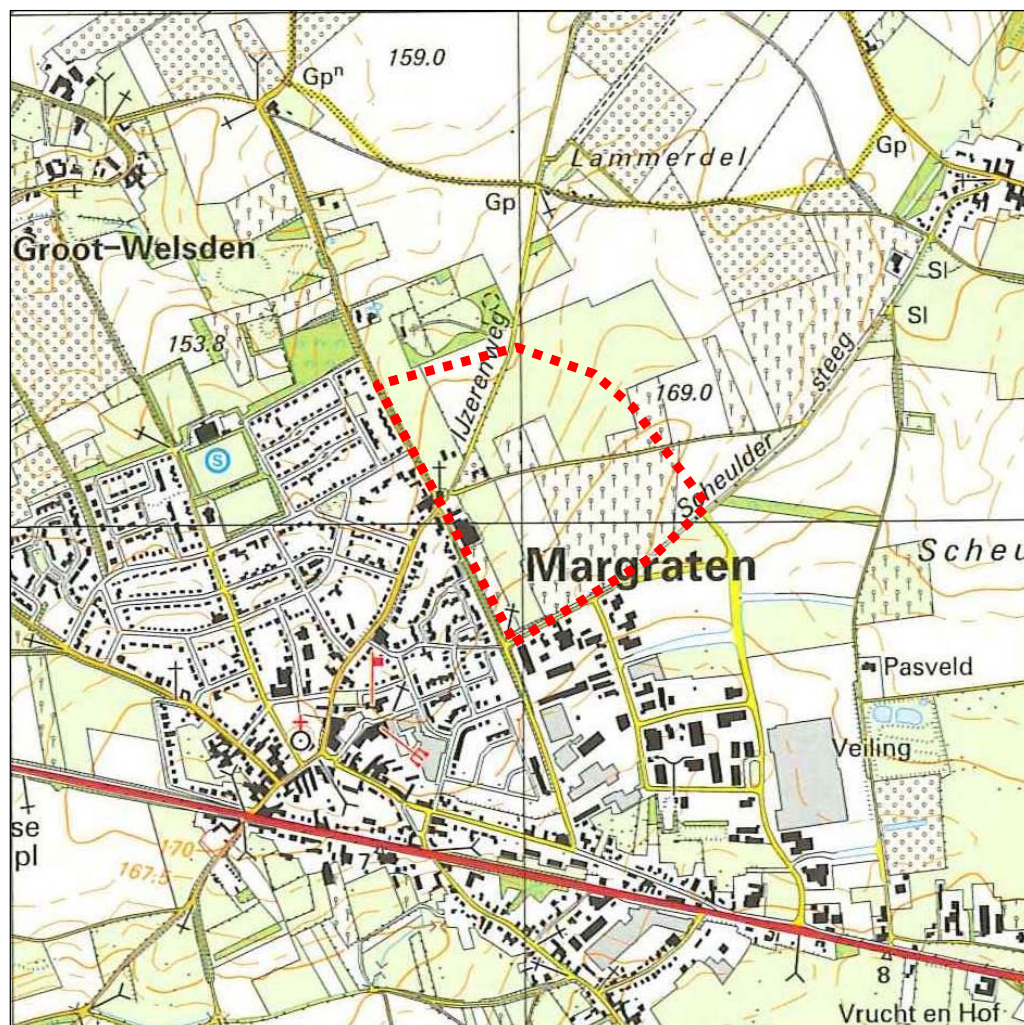 159.0
Gpⁿ
Lammerdel
Gp
Gp
Groot-Welsden
Sl
Sl
153.8
IJzerenweg
169.0
steeg
Scheulder
S
Margraten
Scheu
Pasveld
Veiling
se
pl
170
167.5
7
8
Vrucht en Hof